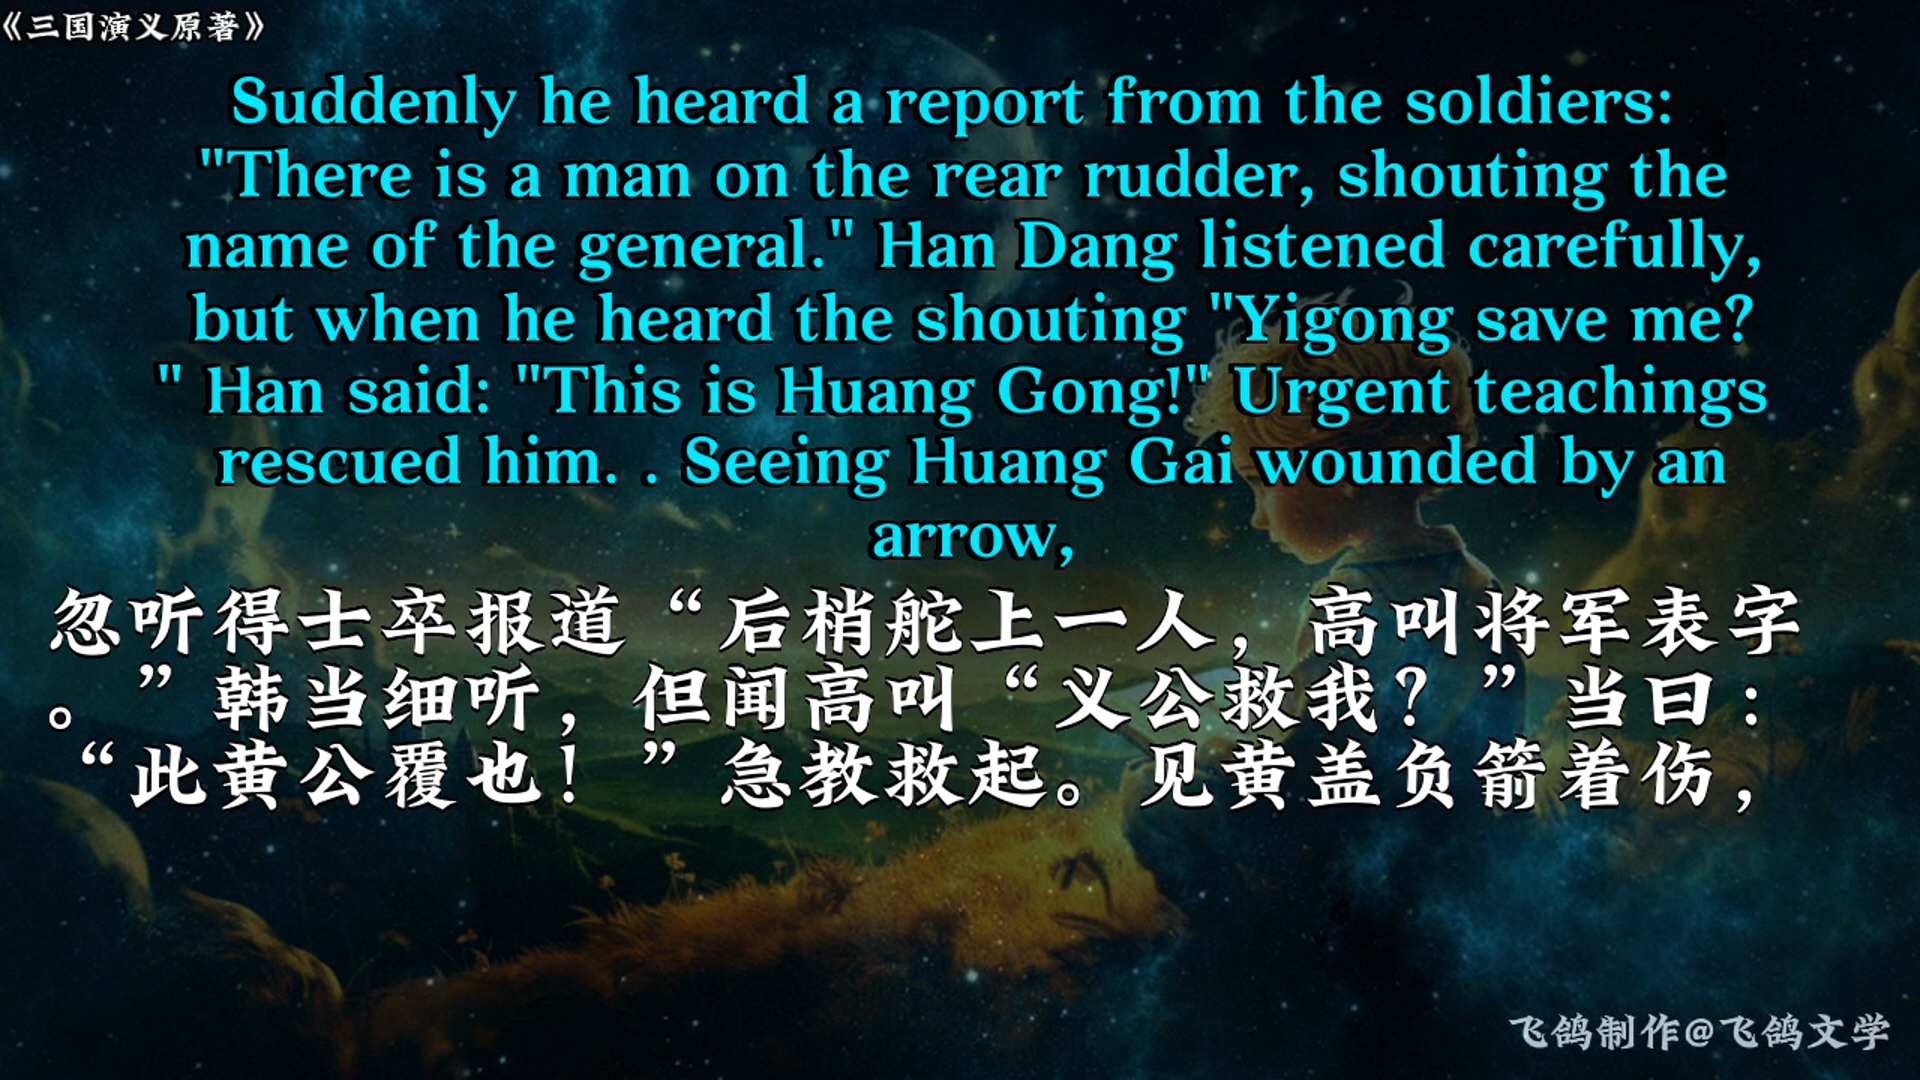 《三国演义原著》
Suddenly he heard a report from the soldiers:
"There is a man on the rear rudder, shouting the
name of the general." Han Dang listened carefully,
but when he heard the shouting "Yigong save me?
" Han said: "This is Huang Gong!" Urgent teachings
rescued him. . Seeing Huang Gai wounded by an
arrow,
忽听得士卒报道“后梢舵上一人，高叫将军表字
。”韩当细听，但闻高叫“义公救我？”当曰：
“此黄公覆也！”急教救起。见黄盖负箭着伤，
飞鸽制作@飞鸽文学